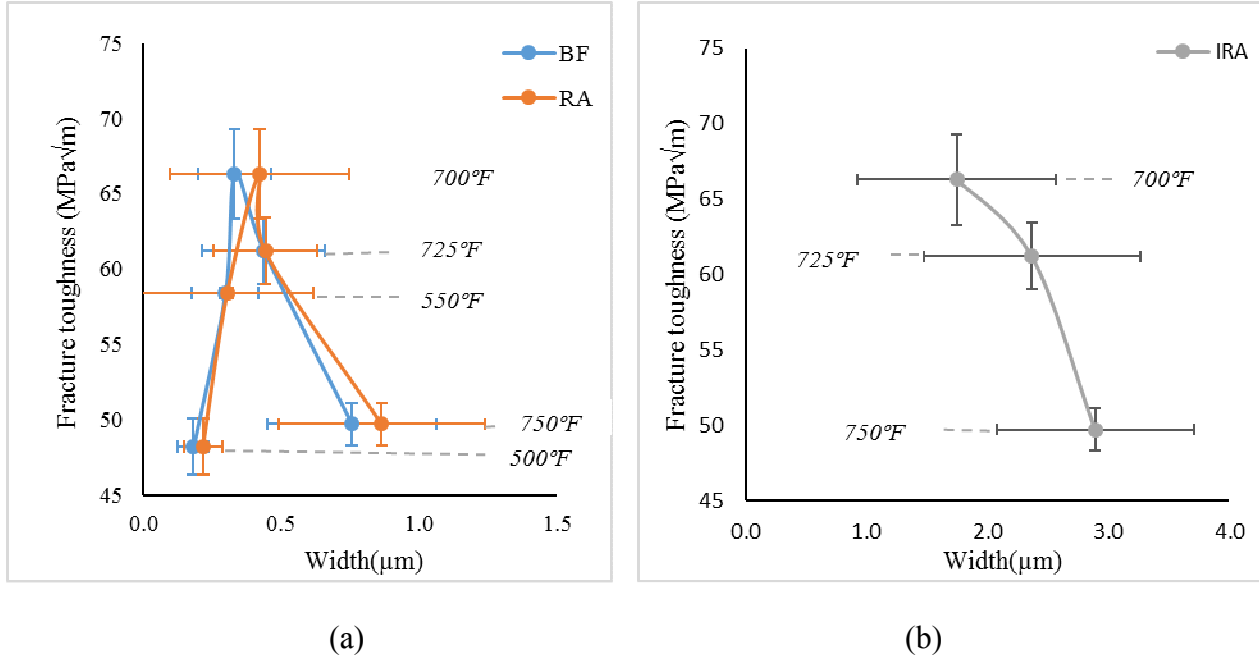 75
70
65
60
55
50
45
Fracture toughness (MPa√m)
BF
RA
700°F
725°F
550°F
750°F
500°F
0.0 0.5 1.0 1.5
Width(µm)
(a)
75
70
65
60
55
50
45
Fracture toughness (MPa√m)
IRA
700°F
725°F
750°F
0.0 1.0 2.0 3.0 4.0
Width(µm)
(b)